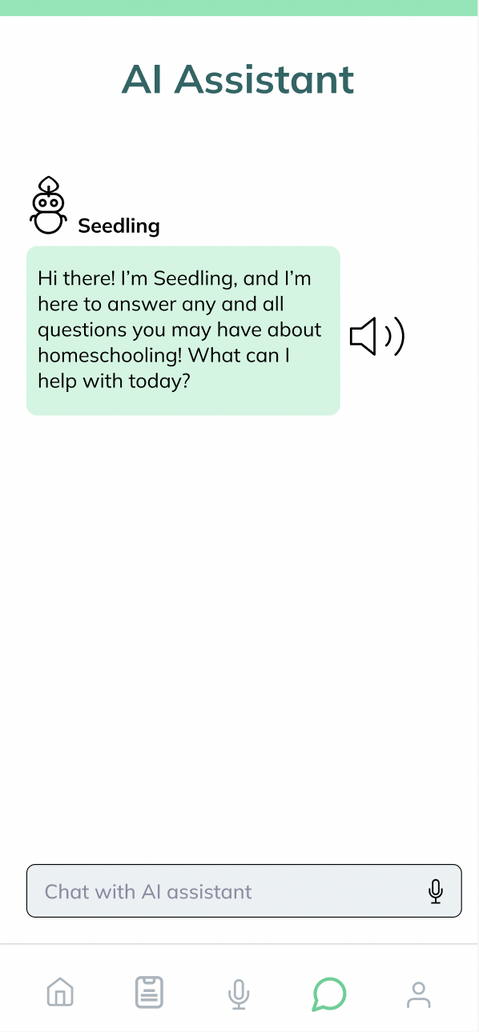 AI Assistant
Seedling
Hi there! I’m Seedling, and I’m
here to answer any and all
questions you may have about
homeschooling! What can I
help with today?
Chat with AI assistant